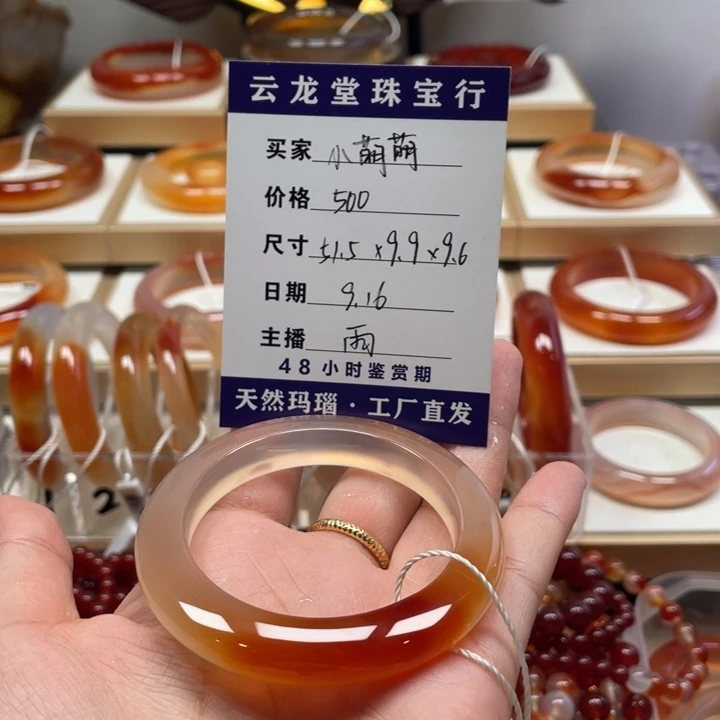 云龙堂珠宝行
买家 小萌萌
价格 500
尺寸 51.5×9.9×9.6
日期 9.16
主播 雨
48小时鉴赏期
天然玛瑙·工厂直发
2